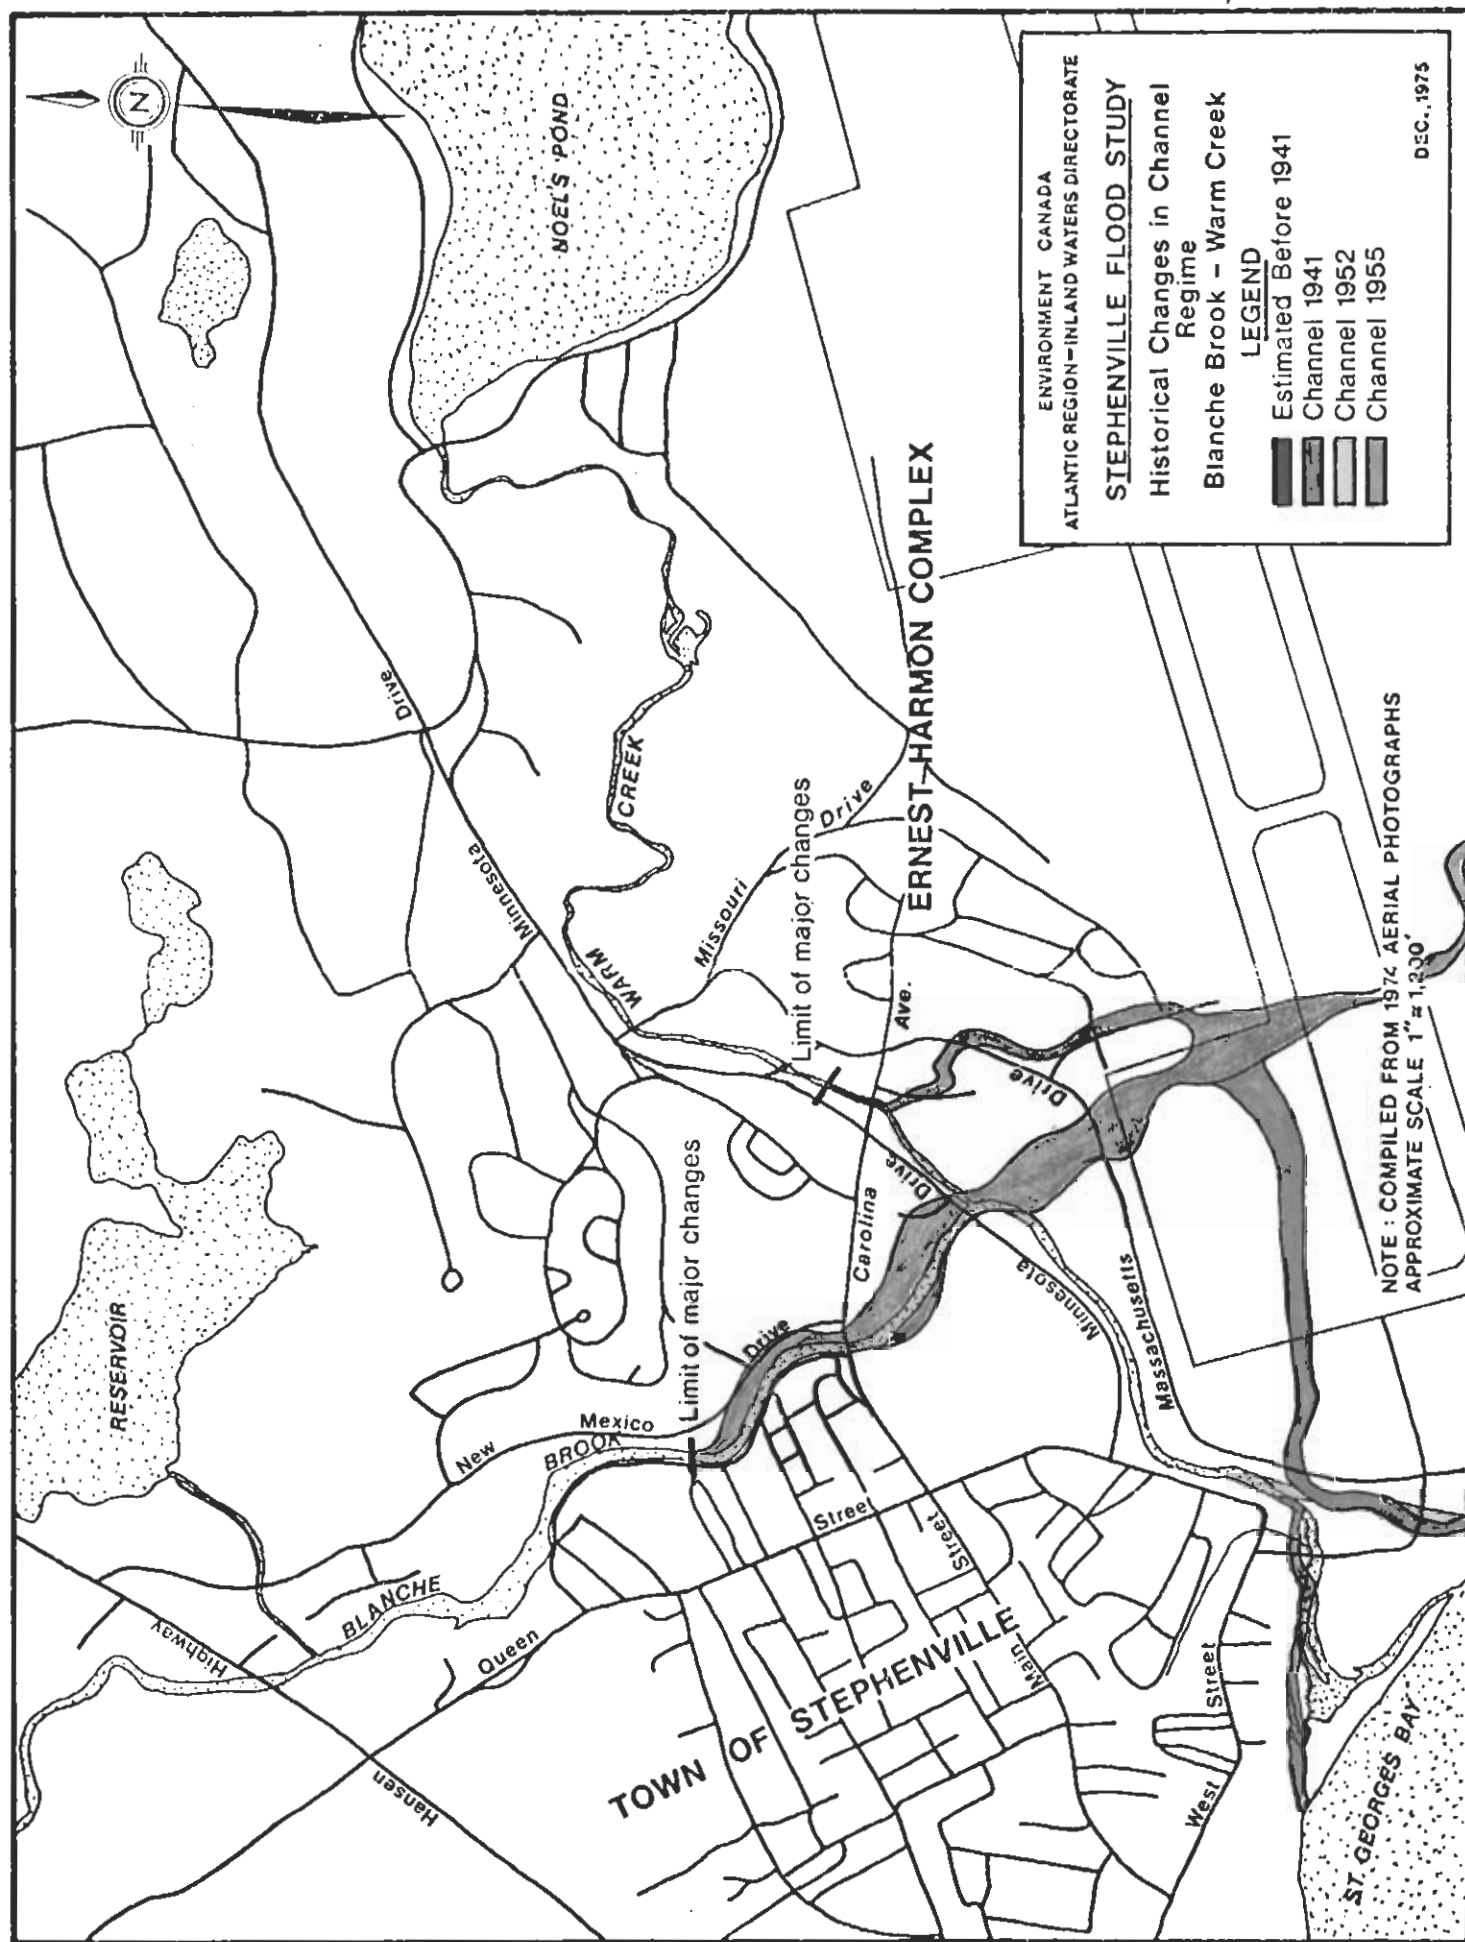 N
NOEL'S POND
RESERVOIR
Drive
Minnesota
CREEK
WARM
Missouri
Drive
Limit of major changes
ERNEST HARMON COMPLEX
Ave.
Drive
Carolina
Drive
Minnesota
Massachusetts
Limit of major changes
Drive
Mexico
New
BROOK
BLANCHE
Highway
Hansen
Queen
Street
Street
Main
TOWN OF STEPHENVILLE
Street
West
ST. GEORGES BAY
NOTE : COMPILED FROM 1974 AERIAL PHOTOGRAPHS
APPROXIMATE SCALE 1" =
ENVIRONMENT CANADA
ATLANTIC REGION-INLAND WATERS DIRECTORATE
STEPHENVILLE FLOOD STUDY
Historical Changes in Channel
Regime
Blanche Brook - Warm Creek
LEGEND
Estimated Before 1941
Channel 1941
Channel 1952
Channel 1955
DEC., 1975